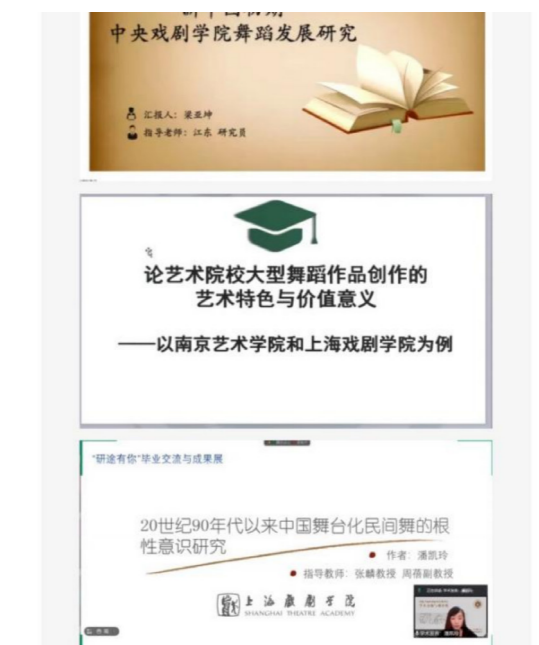 中央戏剧学院舞蹈发展研究
汇报人：梁亚坤
指导老师：江东 研究员
论艺术院校大型舞蹈作品创作的
艺术特色与价值意义
——以南京艺术学院和上海戏剧学院为例
“研途有你”毕业交流与成果展
20世纪90年代以来中国舞台化民间舞的根
性意识研究
作者：潘凯玲
指导教师：张麟教授 周蓓副教授
上海戲劇学院
SHANGHAI THEATRE ACADEMY